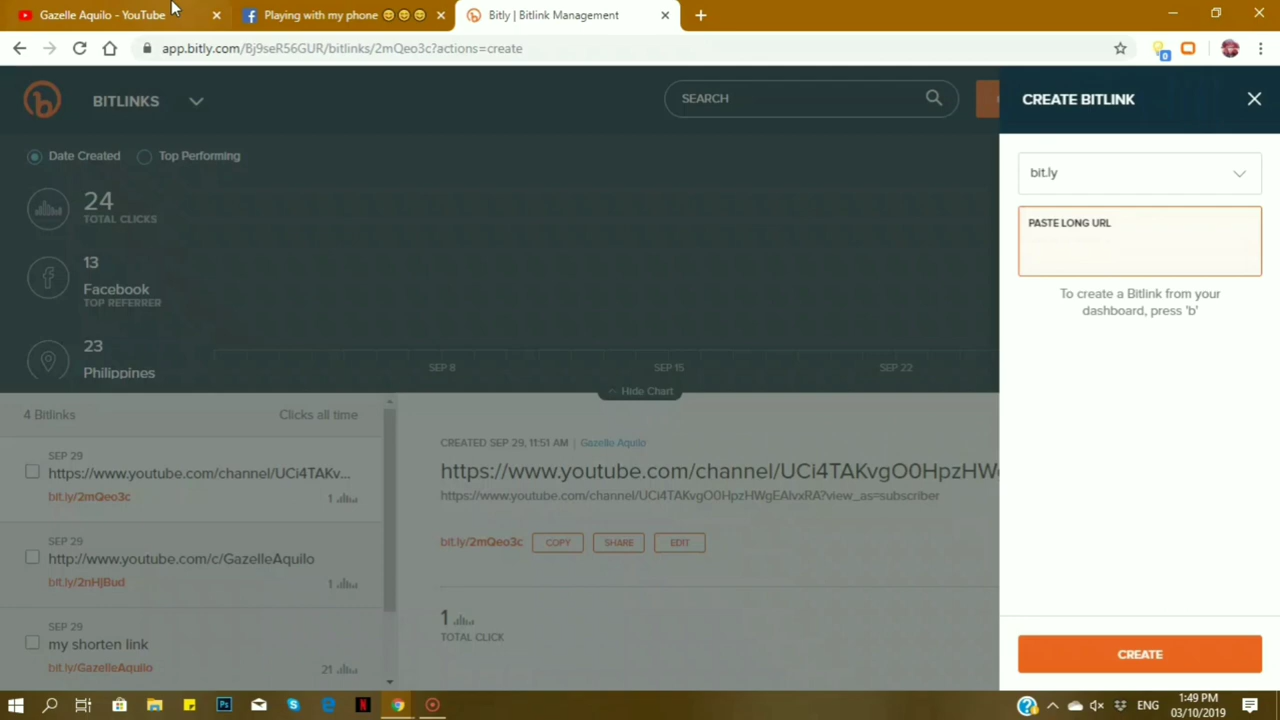 Gazelle Aquilo - YouTube
Playing with my phone
Bitly | Bitlink Management
app.bitly.com/Bj9seR56GUR/bitlinks/2mQeo3c?actions=create
0
b
BITLINKS
SEARCH
CREATE BITLINK
Date Created
Top Performing
bit.ly
24
TOTAL CLICKS
PASTE LONG URL
13
Facebook
TOP REFERRER
To create a Bitlink from your
dashboard, press 'b'
23
Philippines
SEP 8
SEP 15
SEP 22
Hide Chart
4 Bitlinks
Clicks all time
SEP 29
https://www.youtube.com/channel/UCi4TAKv...
bit.ly/2mQeo3c
1
CREATED SEP 29, 11:51 AM | Gazelle Aquilo
https://www.youtube.com/channel/UCi4TAKvgO0HpzHW
https://www.youtube.com/channel/UCi4TAKvgO0HpzHWgEAlvxRA?view_as=subscriber
bit.ly/2mQeo3c
COPY
SHARE
EDIT
SEP 29
http://www.youtube.com/c/GazelleAquilo
bit.ly/2nHjBud
1
1
TOTAL CLICK
SEP 29
my shorten link
bit.ly/GazelleAquilo
21
CREATE
Ps
N
ENG
1:49 PM
03/10/2019